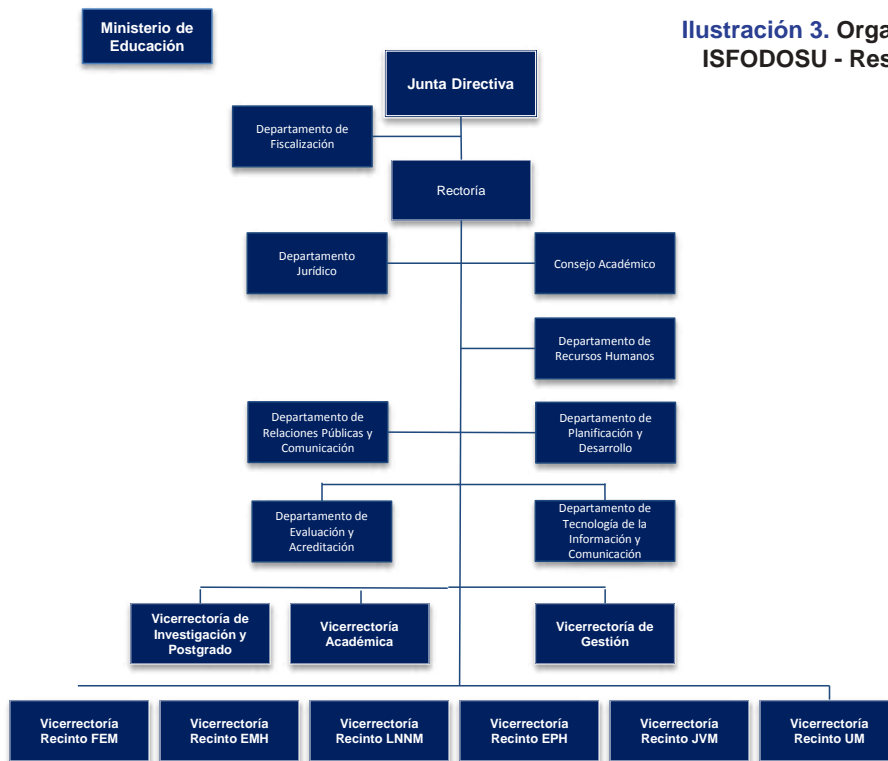 Ministerio de
Educación
Ilustración 3. Orga
ISFODOSU - Res
Junta Directiva
Departamento de
Fiscalización
Rectoría
Departamento
Jurídico
Consejo Académico
Departamento de
Recursos Humanos
Departamento de
Relaciones Públicas y
Comunicación
Departamento de
Planificación y
Desarrollo
Departamento de
Evaluación y
Acreditación
Departamento de
Tecnología de la
Información y
Comunicación
Vicerrectoría de
Investigación y
Postgrado
Vicerrectoría
Académica
Vicerrectoría de
Gestión
Vicerrectoría
Recinto FEM
Vicerrectoría
Recinto EMH
Vicerrectoría
Recinto LNNM
Vicerrectoría
Recinto EPH
Vicerrectoría
Recinto JVM
Vicerrectoría
Recinto UM